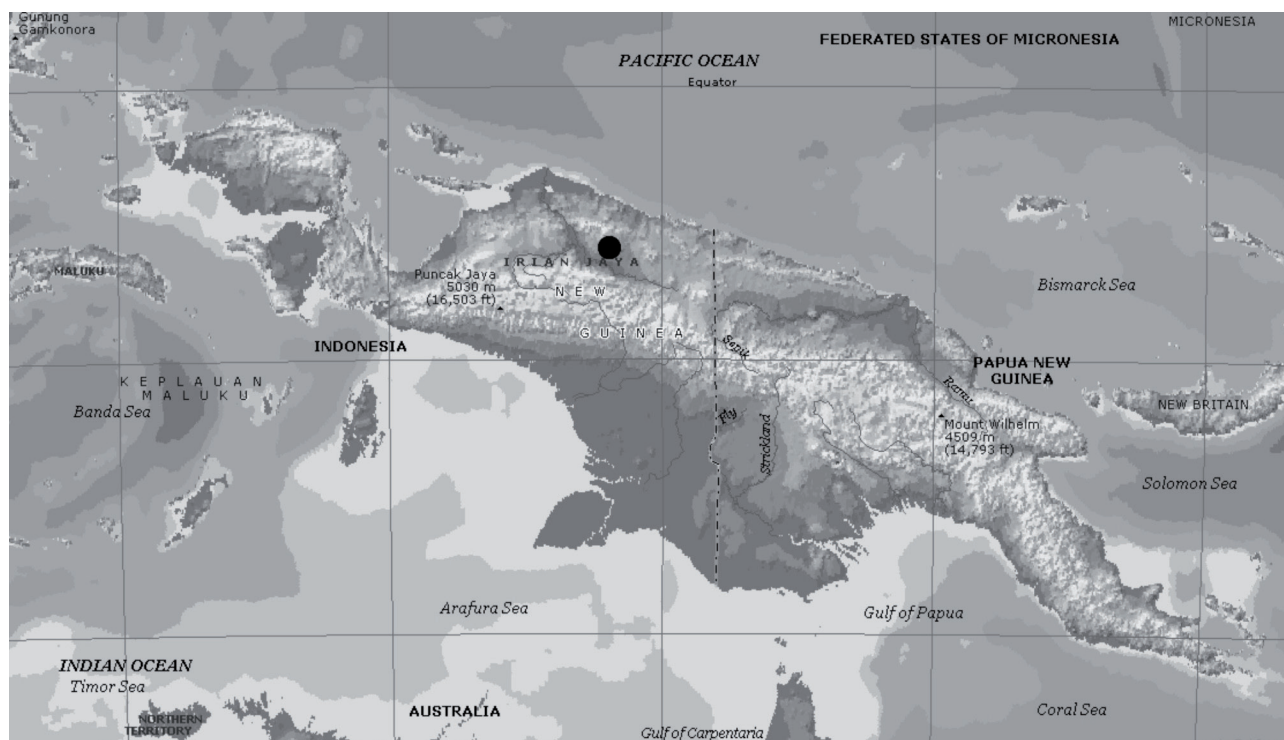 Gunung
Gamkonora
MICRONESIA
FEDERATED STATES OF MICRONESIA
PACIFIC OCEAN
Equator
MALUKU
IRIAN JAYA
Puncak Jaya
5030 m
(16,503 ft)
NEW
GUINEA
Bismarck Sea
INDONESIA
Sepik
PAPUA NEW
GUINEA
KEPLAUAN
MALUKU
Banda Sea
Ramu
NEW BRITAIN
Fly
Strickland
Mount Wilhelm
4509 m
(14,793 ft)
Solomon Sea
Arafura Sea
Gulf of Papua
INDIAN OCEAN
Timor Sea
AUSTRALIA
Coral Sea
NORTHERN
TERRITORY
Gulf of Carpentaria